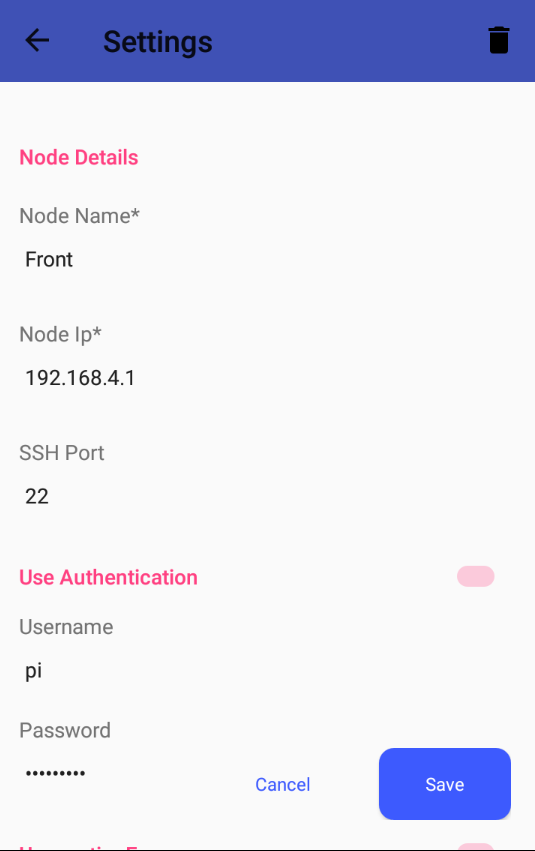 Settings
Node Details
Node Name*
Front
Node Ip*
192.168.4.1
SSH Port
22
Use Authentication
Username
pi
Password
•••••••••
Cancel
Save